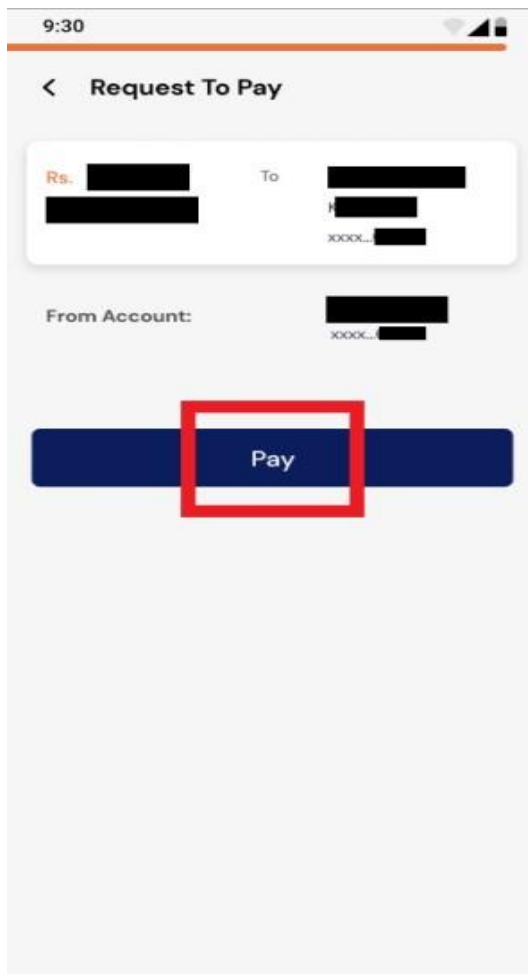 9:30
Request To Pay
Rs.
To
xxxx...
From Account:
xxxx...
Pay